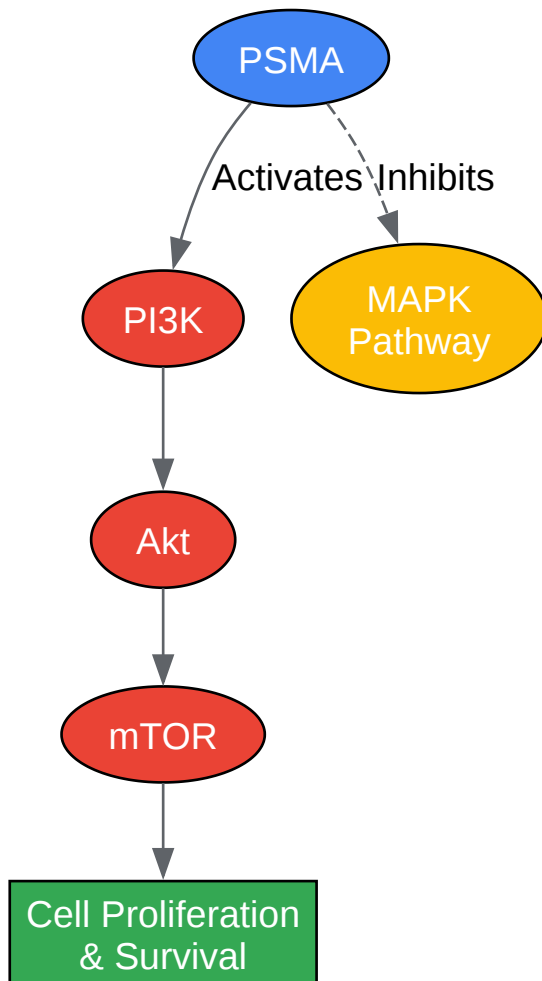 PSMA
Activates Inhibits
PI3K
MAPK
Pathway
Akt
mTOR
Cell Proliferation
& Survival